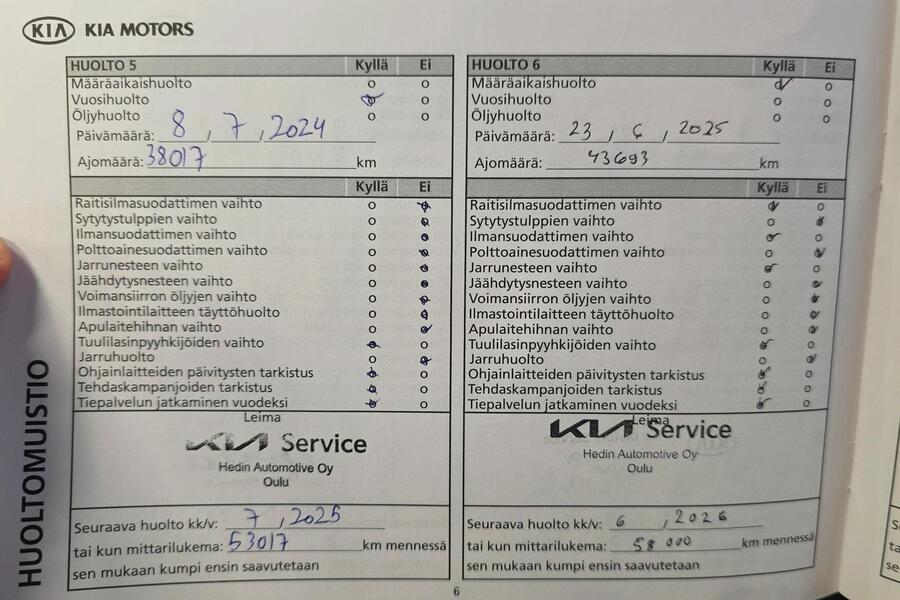 KIA KIA MOTORS
HUOLTO 5 Kyllä Ei
Määräaikaishuolto o o
Vuosihuolto o o
Öljyhuolto o o
Päivämäärä: 8, 7, 2024
Ajomäärä: 38017 km
Kyllä Ei
Raitisilmasuodattimen vaihto o o
Sytytystulppien vaihto o o
Ilmansuodattimen vaihto o o
Polttoainesuodattimen vaihto o o
Jarrunesteen vaihto o o
Jäähdytysnesteen vaihto o o
Voimansiirron öljyjen vaihto o o
Ilmastointilaitteen täyttöhuolto o o
Apulaitehihnan vaihto o o
Tuulilasinpyyhkijöiden vaihto o o
Jarruhuolto o o
Ohjainlaitteiden päivitysten tarkistus o o
Tehdaskampanjoiden tarkistus o o
Tiepalvelun jatkaminen vuodeksi o o
Leima
KIA Service
Hedin Automotive Oy
Oulu
Seuraava huolto kk/v: 7, 2025
tai kun mittarilukema: 53017 km mennessä
sen mukaan kumpi ensin saavutetaan
HUOLTO 6 Kyllä Ei
Määräaikaishuolto o o
Vuosihuolto o o
Öljyhuolto o o
Päivämäärä: 23, 6, 2025
Ajomäärä: 43693 km
Kyllä Ei
Raitisilmasuodattimen vaihto o o
Sytytystulppien vaihto o o
Ilmansuodattimen vaihto o o
Polttoainesuodattimen vaihto o o
Jarrunesteen vaihto o o
Jäähdytysnesteen vaihto o o
Voimansiirron öljyjen vaihto o o
Ilmastointilaitteen täyttöhuolto o o
Apulaitehihnan vaihto o o
Tuulilasinpyyhkijöiden vaihto o o
Jarruhuolto o o
Ohjainlaitteiden päivitysten tarkistus o o
Tehdaskampanjoiden tarkistus o o
Tiepalvelun jatkaminen vuodeksi o o
Leima
KIA Service
Hedin Automotive Oy
Oulu
Seuraava huolto kk/v: 6, 2026
tai kun mittarilukema: 58 000 km mennessä
sen mukaan kumpi ensin saavutetaan
HUOLTOMUISTIO
6